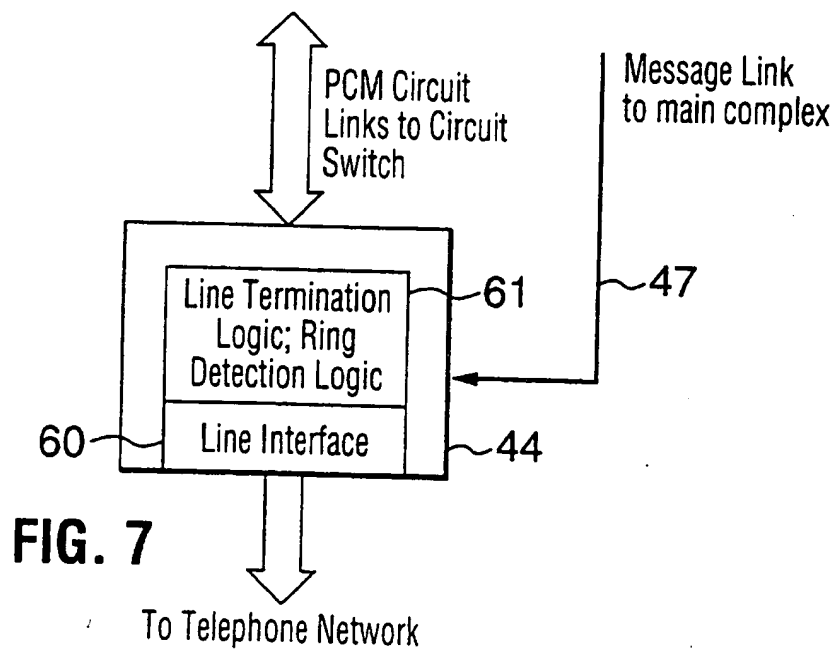 PCM Circuit
Links to Circuit
Switch
Message Link
to main complex
Line Termination
Logic; Ring
Detection Logic
61
47
60
Line Interface
44
FIG. 7
To Telephone Network